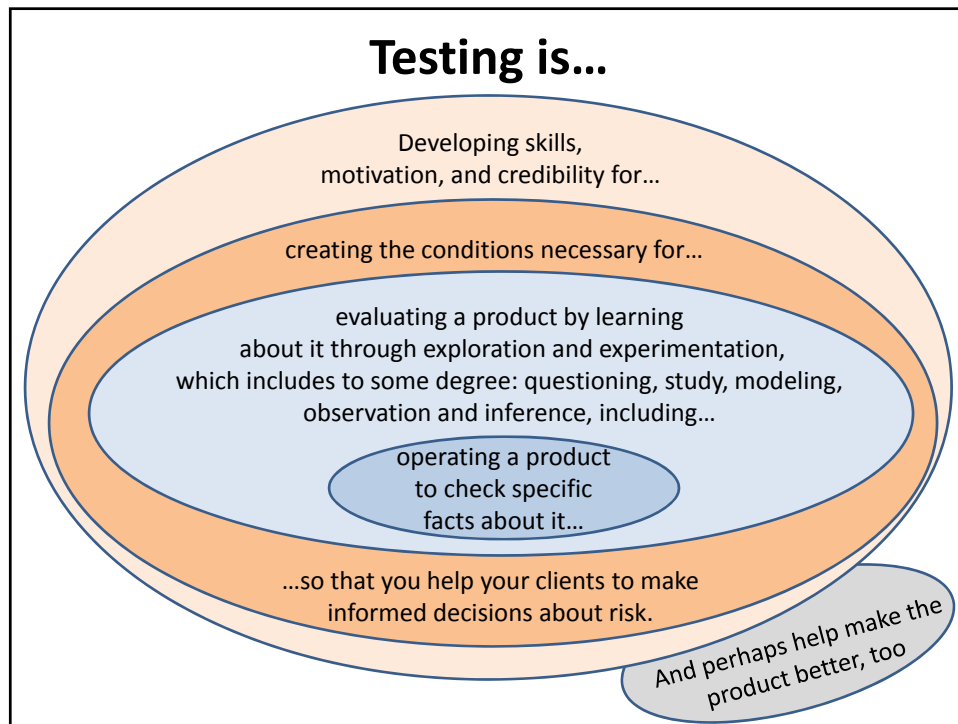 Testing is…
Developing skills,
motivation, and credibility for…
creating the conditions necessary for…
evaluating a product by learning
about it through exploration and experimentation,
which includes to some degree: questioning, study, modeling,
observation and inference, including…
operating a product
to check specific
facts about it…
…so that you help your clients to make
informed decisions about risk.
And perhaps help make the
product better, too